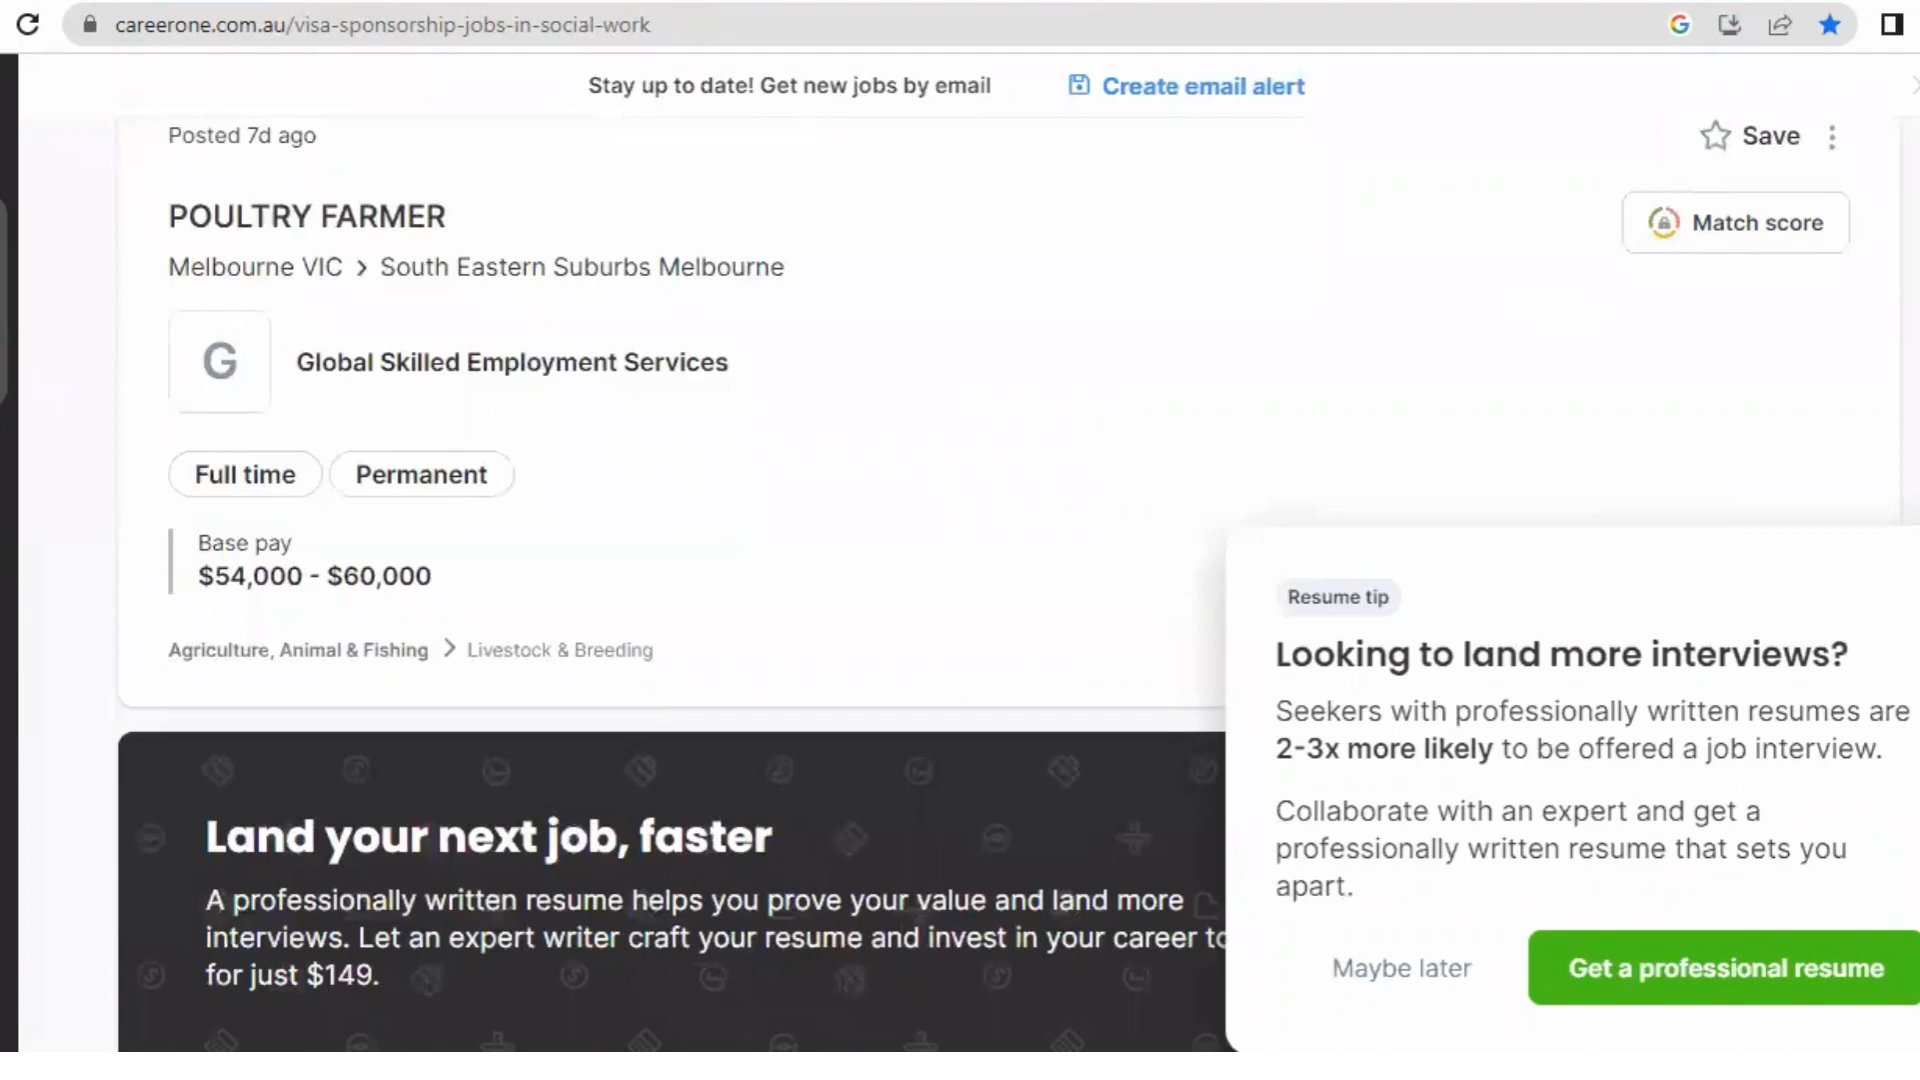 careerone.com.au/visa-sponsorship-jobs-in-social-work
Stay up to date! Get new jobs by email
Create email alert
Posted 7d ago
Save
POULTRY FARMER
Match score
Melbourne VIC > South Eastern Suburbs Melbourne
G
Global Skilled Employment Services
Full time
Permanent
Base pay
$54,000 - $60,000
Agriculture, Animal & Fishing > Livestock & Breeding
Land your next job, faster
A professionally written resume helps you prove your value and land more
interviews. Let an expert writer craft your resume and invest in your career
for just $149.
Resume tip
Looking to land more interviews?
Seekers with professionally written resumes are
2-3x more likely to be offered a job interview.
Collaborate with an expert and get a
professionally written resume that sets you
apart.
Maybe later
Get a professional resume